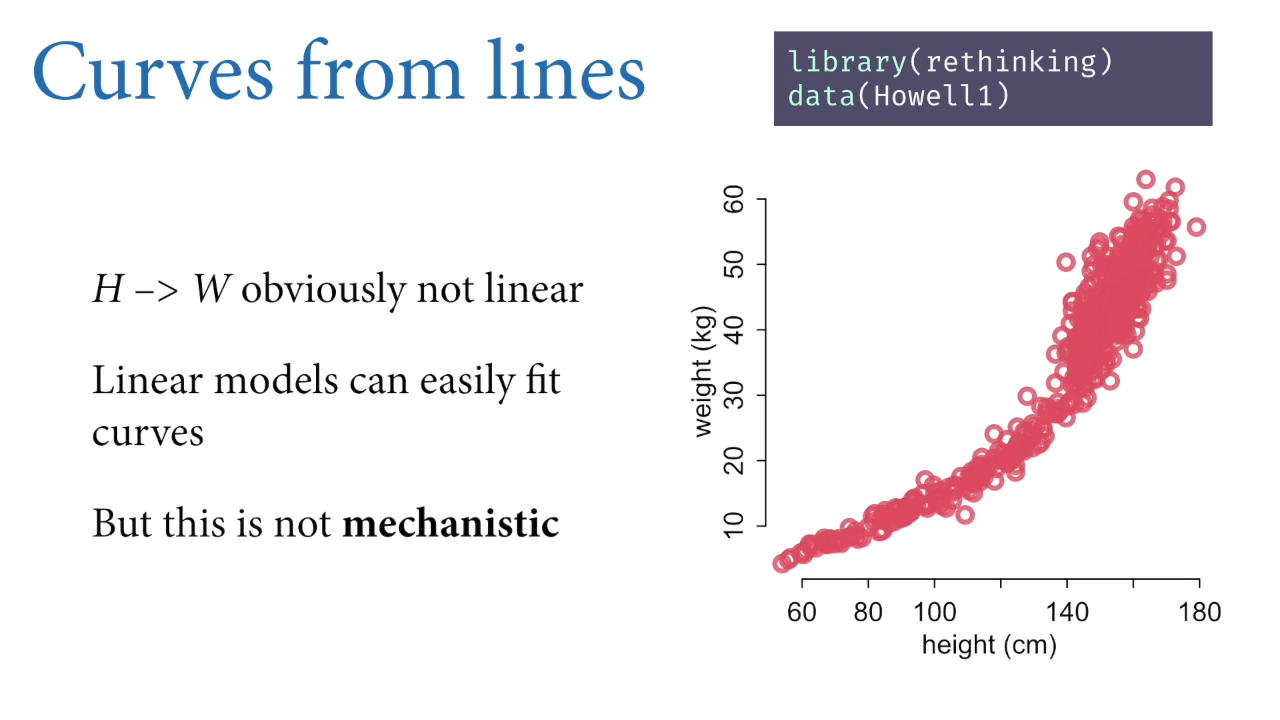 Curves from lines
library(rethinking)
data(Howell1)
H –> W obviously not linear
Linear models can easily fit
curves
But this is not mechanistic
weight (kg)
60
50
40
30
20
10
60 80 100 140 180
height (cm)